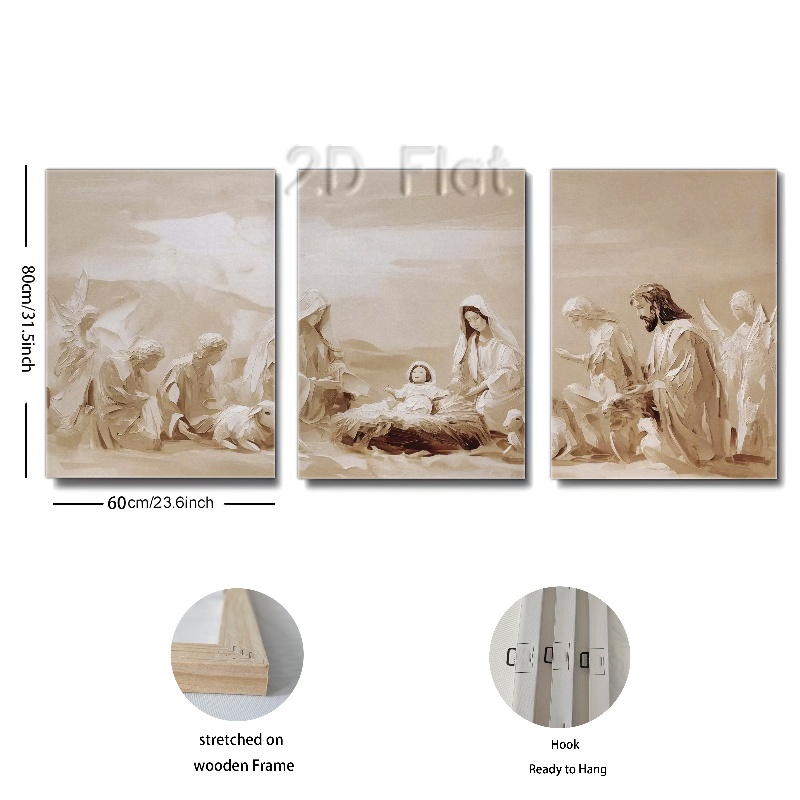 2D Flat
80cm/31.5inch
60cm/23.6inch
stretched on
wooden Frame
Hook
Ready to Hang